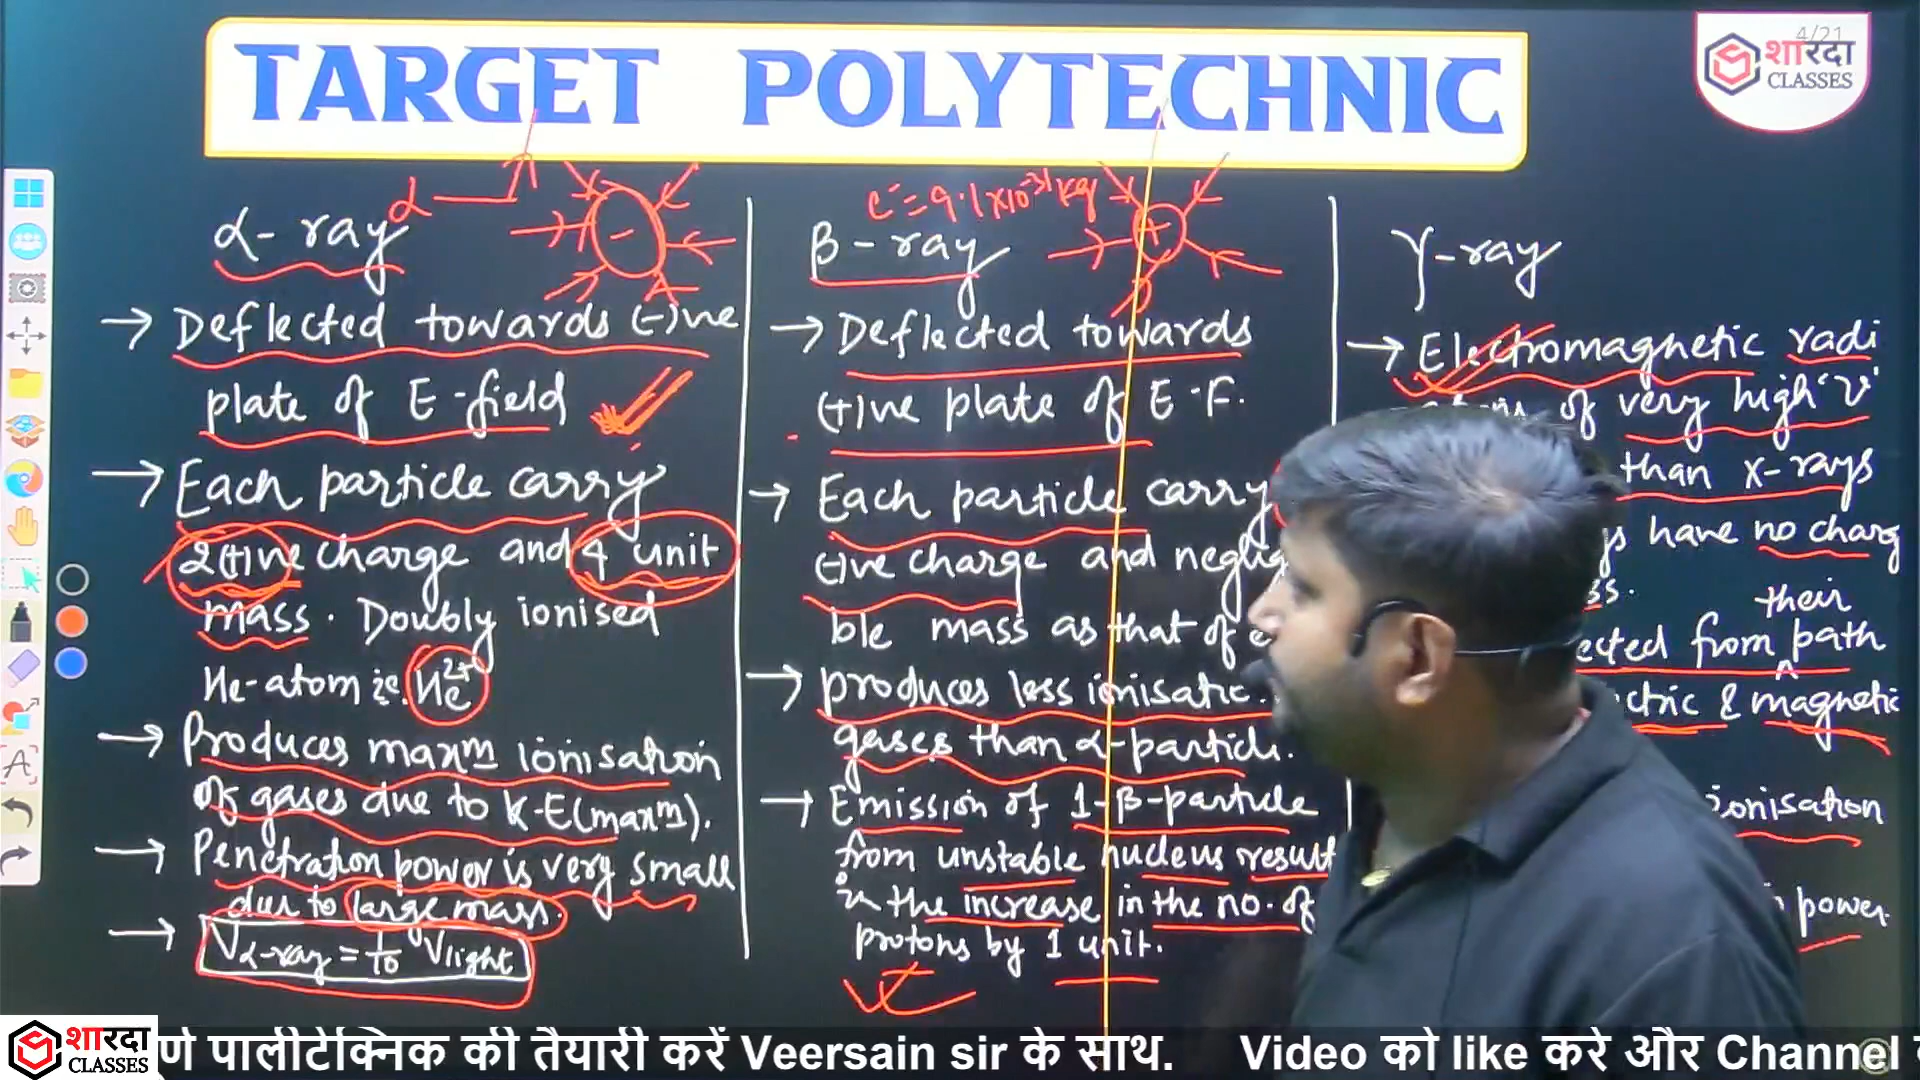 TARGET POLYTECHNIC
4/21
शारदा
CLASSES
α-ray
α
-
→ Deflected towards (-)ive
plate of E-field
→ Each particle carry
2(+)ive charge and 4 unit
mass. Doubly ionised
He-atom ie. He2+
→ Produces maxm ionisation
of gases due to K-E(maxm).
→ Penetration power is very small
due to large mass.
→ Vα-ray = 1/10 Vlight
e- = 9.1x10-31 kg
β-ray
+
→ Deflected towards
(+)ive plate of E.F.
→ Each particle carry
(-)ive charge and
ble mass as that of
→ produces less
gases than α-particle.
→ Emission of 1-β-particle
from unstable nucleus result
in the increase in the no. of
protons by 1 unit.
γ-ray
→ Electromagnetic radi
of very high 'ν'
than x-rays
have no charg
their
from path
& magnetic
ionisation
power.
शारदा
CLASSES
पालीटेक्निक की तैयारी करें Veersain sir के साथ. Video को like करे और Channel